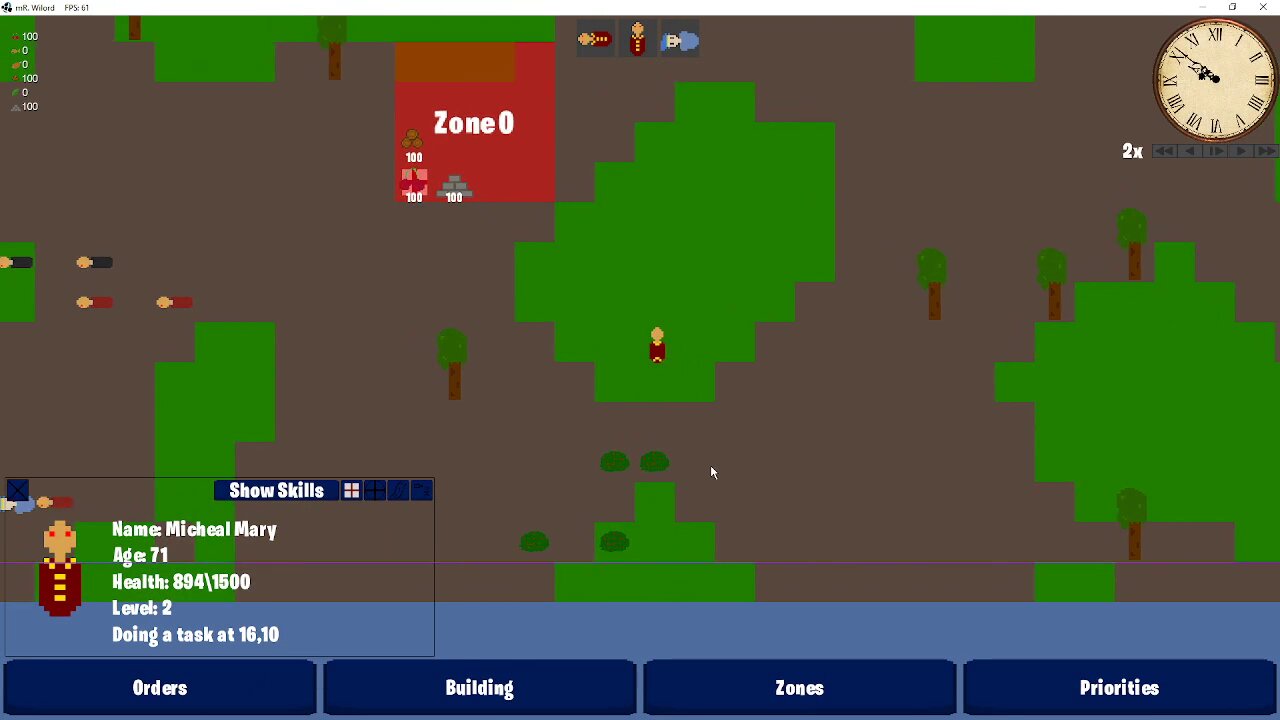 mR. Wilord FPS: 61
100
0
0
100
0
100
Zone 0
100
100
100
XII
2x
Show Skills
Name: Micheal Mary
Age: 71
Health: 894\1500
Level: 2
Doing a task at 16,10
Orders
Building
Zones
Priorities